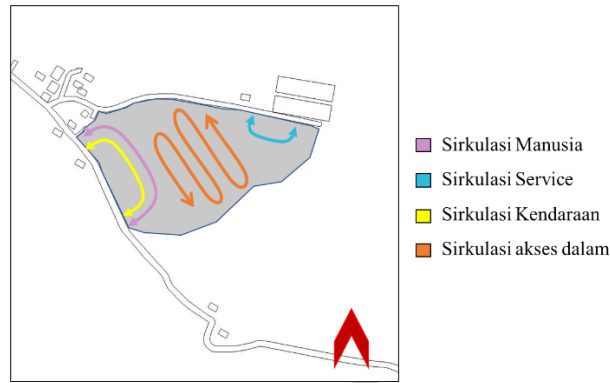 Sirkulasi Manusia
Sirkulasi Service
Sirkulasi Kendaraan
Sirkulasi akses dalam